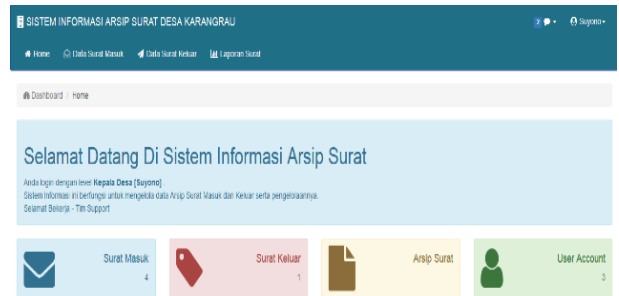 SISTEM INFORMASI ARSIP SURAT DESA KARANGRAU
2 Suyono
Home Data Surat Masuk Data Surat Keluar Laporan Surat
Dashboard / Home
Selamat Datang Di Sistem Informasi Arsip Surat
Anda login dengan level Kepala Desa [Suyono]
Sistem Informasi ini berfungsi untuk mengelola data Arsip Surat Masuk dan Keluar serta pengelolaannya.
Selamat Bekerja - Tim Support
Surat Masuk
4
Surat Keluar
1
Arsip Surat
User Account
3